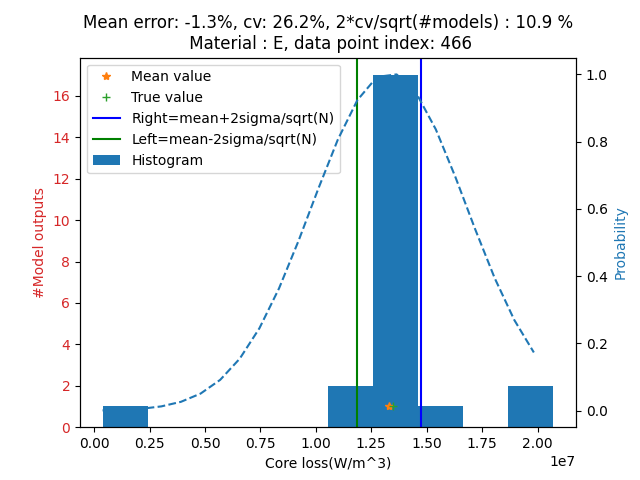 Mean error: -1.3%, cv: 26.2%, 2*cv/sqrt(#models) : 10.9 %
Material : E, data point index: 466
Mean value
True value
Right=mean+2sigma/sqrt(N)
Left=mean-2sigma/sqrt(N)
Histogram
16
14
12
10
8
6
4
2
0
#Model outputs
1.0
0.8
0.6
0.4
0.2
0.0
Probability
0.00 0.25 0.50 0.75 1.00 1.25 1.50 1.75 2.00
1e7
Core loss(W/m^3)